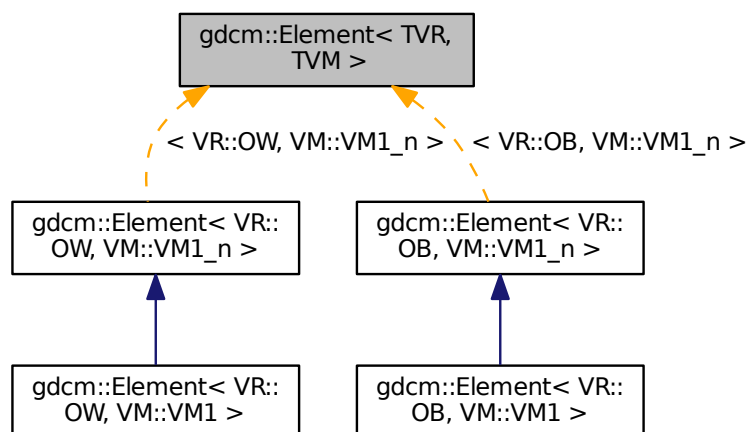 gdcm::Element< TVR,
TVM >
< VR::OW, VM::VM1_n >
< VR::OB, VM::VM1_n >
gdcm::Element< VR::
OW, VM::VM1_n >
gdcm::Element< VR::
OB, VM::VM1_n >
gdcm::Element< VR::
OW, VM::VM1 >
gdcm::Element< VR::
OB, VM::VM1 >